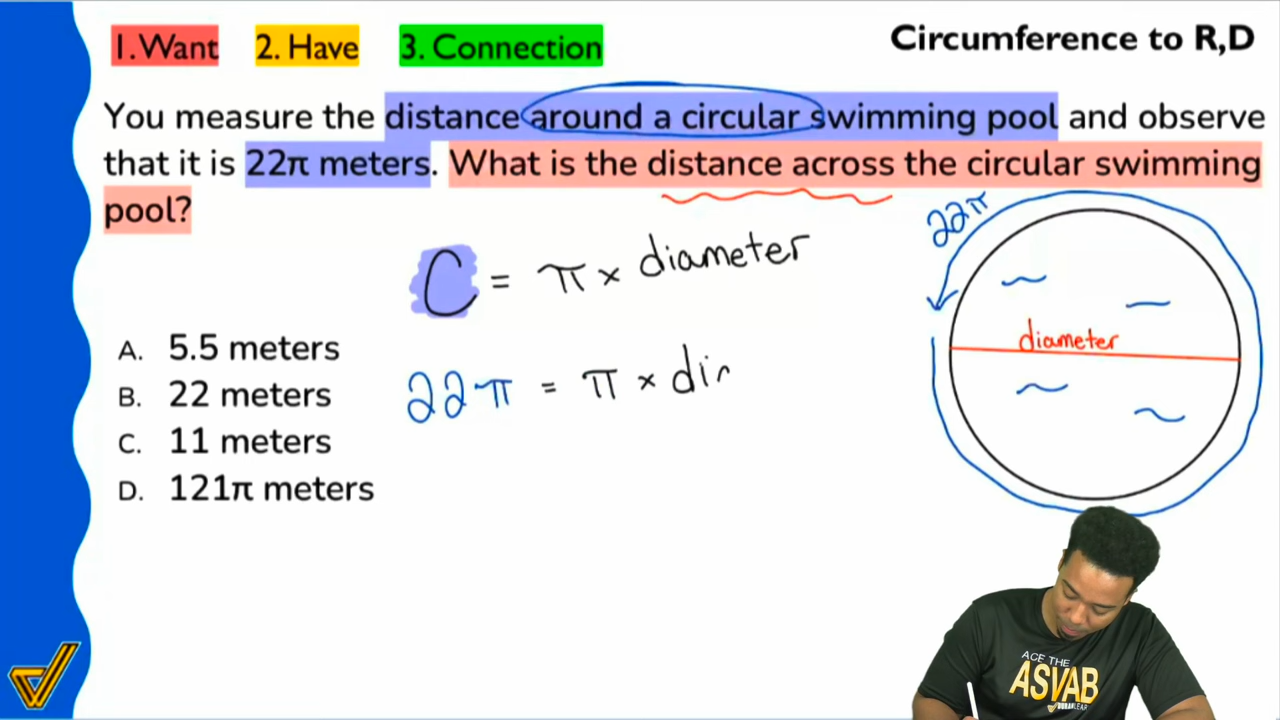 1. Want 2. Have 3. Connection
Circumference to R,D
You measure the distance around a circular swimming pool and observe
that it is 22π meters. What is the distance across the circular swimming
pool?
C = π × diameter
22π
diameter
A. 5.5 meters
B. 22 meters
C. 11 meters
D. 121π meters
22π = π × dia
ACE THE
ASVAB